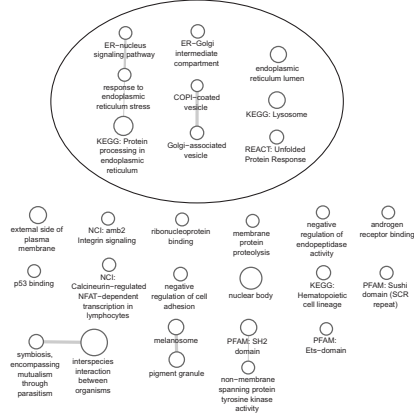 ER−nucleus
signaling pathway
ER−Golgi
intermediate
compartment
endoplasmic
reticulum lumen
response to
endoplasmic
reticulum stress
COPI−coated
vesicle
KEGG: Lysosome
KEGG: Protein
processing in
endoplasmic
reticulum
Golgi−associated
vesicle
REACT: Unfolded
Protein Response
external side of
plasma
membrane
NCI: amb2
Integrin signaling
ribonucleoprotein
binding
membrane
protein
proteolysis
negative
regulation of
endopeptidase
activity
androgen
receptor binding
p53 binding
NCI:
Calcineurin−regulated
NFAT−dependent
transcription in
lymphocytes
negative
regulation of cell
adhesion
nuclear body
KEGG:
Hematopoietic
cell lineage
PFAM: Sushi
domain (SCR
repeat)
symbiosis,
encompassing
mutualism
through
parasitism
interspecies
interaction
between
organisms
melanosome
pigment granule
PFAM: SH2
domain
non−membrane
spanning protein
tyrosine kinase
activity
PFAM:
Ets−domain